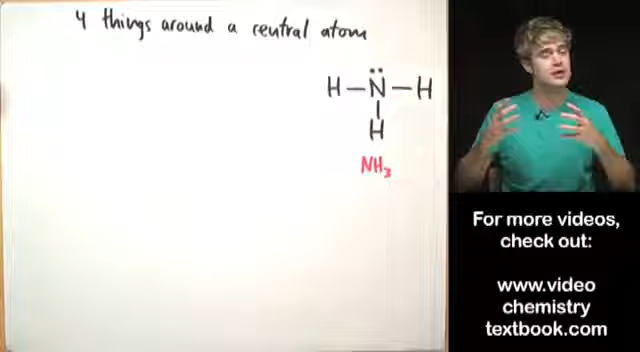 4 things around a central atom
H—N̈—H
|
H
NH₃
For more videos,
check out:
www.video
chemistry
textbook.com